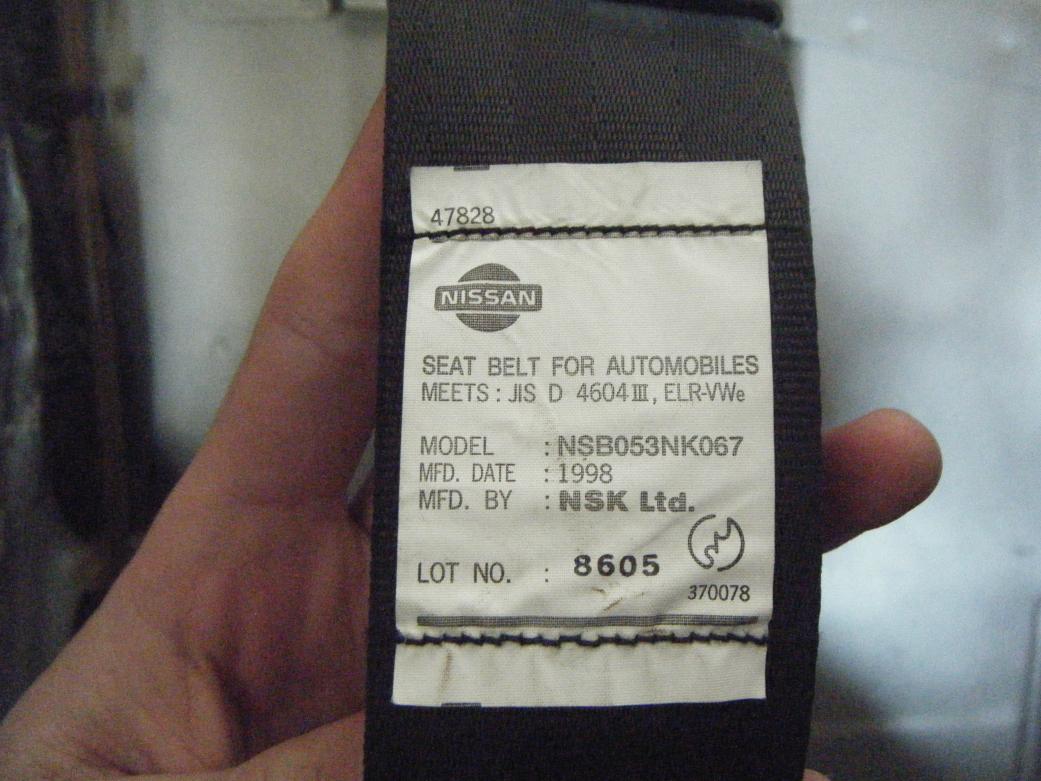 47828
NISSAN
SEAT BELT FOR AUTOMOBILES
MEETS : JIS D 4604 III, ELR-VWe
MODEL : NSB053NK067
MFD. DATE : 1998
MFD. BY : NSK Ltd.
LOT NO. : 8605
370078